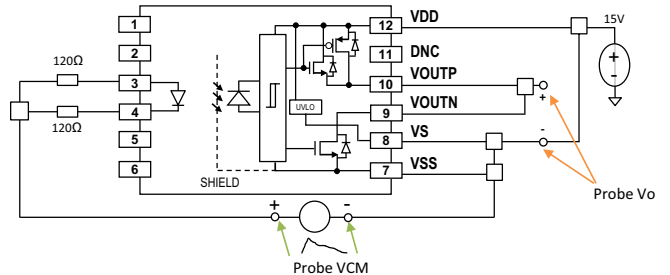 1
2
120Ω
3
120Ω
4
5
6
SHIELD
UVLO
12 VDD
11 DNC
10 VOUTP
9 VOUTN
8 VS
7 VSS
15V
+
-
+
-
Probe Vo
+ -
Probe VCM